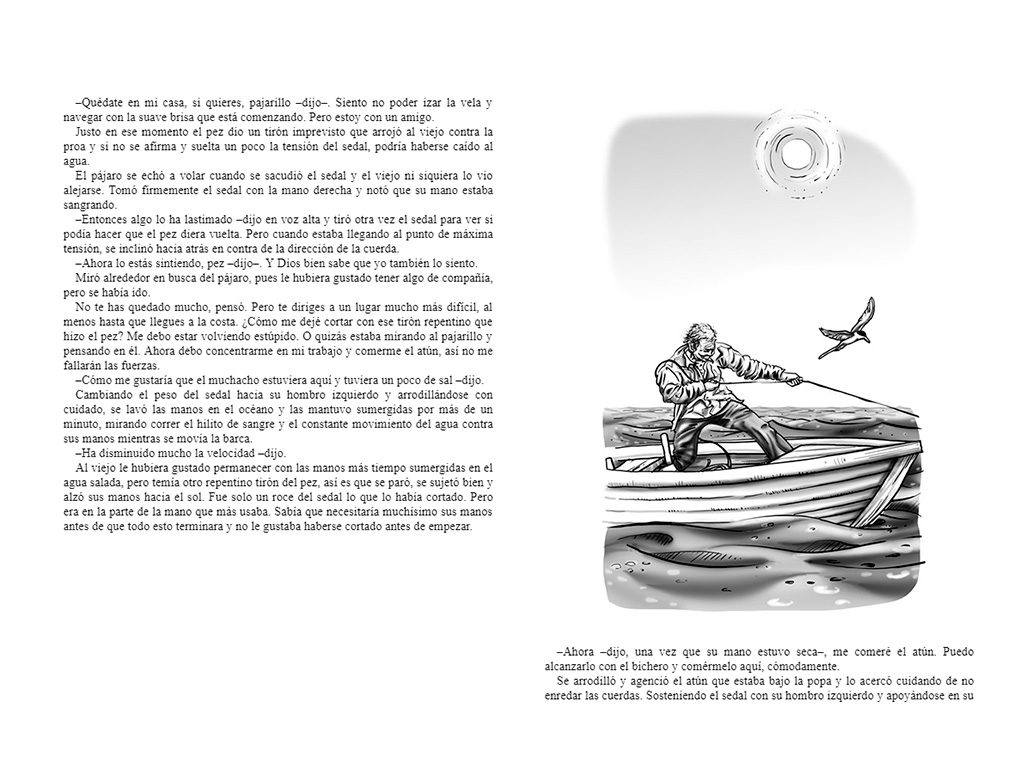 –Quédate en mi casa, si quieres, pajarillo –dijo–. Siento no poder izar la vela y
navegar con la suave brisa que está comenzando. Pero estoy con un amigo.
Justo en ese momento el pez dio un tirón imprevisto que arrojó al viejo contra la
proa y si no se afirma y suelta un poco la tensión del sedal, podría haberse caído al
agua.
El pájaro se echó a volar cuando se sacudió el sedal y el viejo ni siquiera lo vio
alejarse. Tomó firmemente el sedal con la mano derecha y notó que su mano estaba
sangrando.
–Entonces algo lo ha lastimado –dijo en voz alta y tiró otra vez el sedal para ver si
podía hacer que el pez diera vuelta. Pero cuando estaba llegando al punto de máxima
tensión, se inclinó hacia atrás en contra de la dirección de la cuerda.
–Ahora lo estás sintiendo, pez –dijo–. Y Dios bien sabe que yo también lo siento.
Miró alrededor en busca del pájaro, pues le hubiera gustado tener algo de compañía,
pero se había ido.
No te has quedado mucho, pensó. Pero te diriges a un lugar mucho más difícil, al
menos hasta que llegues a la costa. ¿Cómo me dejé cortar con ese tirón repentino que
hizo el pez? Me debo estar volviendo estúpido. O quizás estaba mirando al pajarillo y
pensando en él. Ahora debo concentrarme en mi trabajo y comerme el atún, así no me
fallarán las fuerzas.
–Cómo me gustaría que el muchacho estuviera aquí y tuviera un poco de sal –dijo.
Cambiando el peso del sedal hacia su hombro izquierdo y arrodillándose con
cuidado, se lavó las manos en el océano y las mantuvo sumergidas por más de un
minuto, mirando correr el hilito de sangre y el constante movimiento del agua contra
sus manos mientras se movía la barca.
–Ha disminuido mucho la velocidad –dijo.
Al viejo le hubiera gustado permanecer con las manos más tiempo sumergidas en el
agua salada, pero temía otro repentino tirón del pez, así es que se paró, se sujetó bien y
alzó sus manos hacia el sol. Fue solo un roce del sedal lo que lo había cortado. Pero
era en la parte de la mano que más usaba. Sabía que necesitaría muchísimo sus manos
antes de que todo esto terminara y no le gustaba haberse cortado antes de empezar.
–Ahora –dijo, una vez que su mano estuvo seca–, me comeré el atún. Puedo
alcanzarlo con el bichero y comérmelo aquí, cómodamente.
Se arrodilló y agenció el atún que estaba bajo la popa y lo acercó cuidando de no
enredar las cuerdas. Sosteniendo el sedal con su hombro izquierdo y apoyándose en su